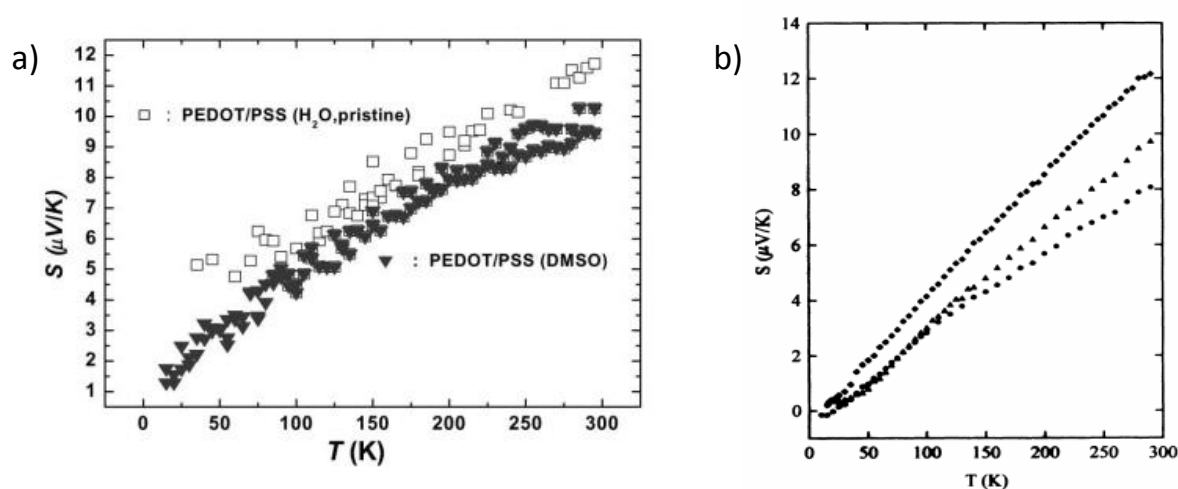 a)
12
11
10
9
8
7
6
5
4
3
2
1
S (μV/K)
□ : PEDOT/PSS (H₂O,pristine)
▼ : PEDOT/PSS (DMSO)
0 50 100 150 200 250 300
T (K)
b)
14
12
10
8
6
4
2
0
S (μV/K)
0 50 100 150 200 250 300
T (K)